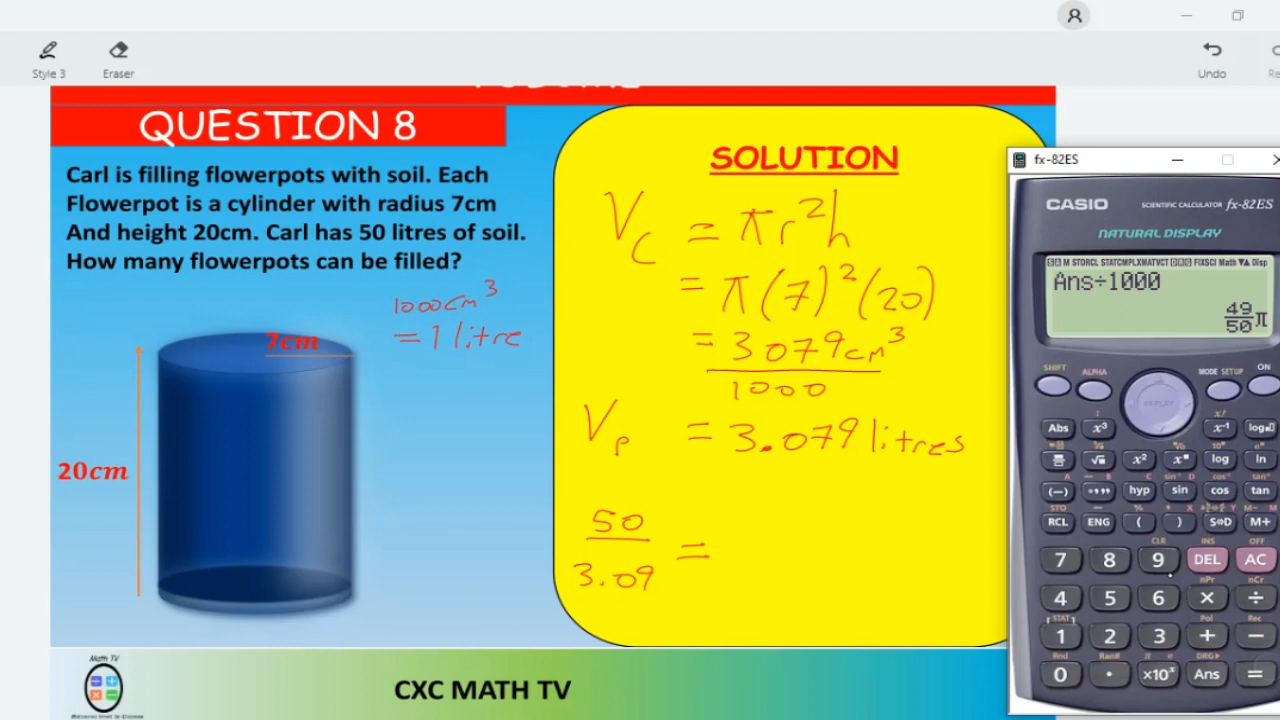 Style 3
Eraser
Undo
QUESTION 8
Carl is filling flowerpots with soil. Each
Flowerpot is a cylinder with radius 7cm
And height 20cm. Carl has 50 litres of soil.
How many flowerpots can be filled?
1000cm³
= 1 litre
7cm
20cm
SOLUTION
V_C = πr²h
= π(7)²(20)
= 3079cm³
1000
V_P = 3.079 litres
50
3.09 =
fx-82ES
CASIO
SCIENTIFIC CALCULATOR fx-82ES
NATURAL DISPLAY
Ans÷1000
49/50 π
SHIFT ALPHA MODE SETUP ON
DISPLAY
Abs x³ x⁻¹ log
√ x² log ln
(−) hyp sin cos tan
RCL ENG ( ) S⇔D M+
7 8 9 DEL AC
4 5 6 × ÷
1 2 3 + −
0 · ×10ˣ Ans =
Math TV
CXC MATH TV